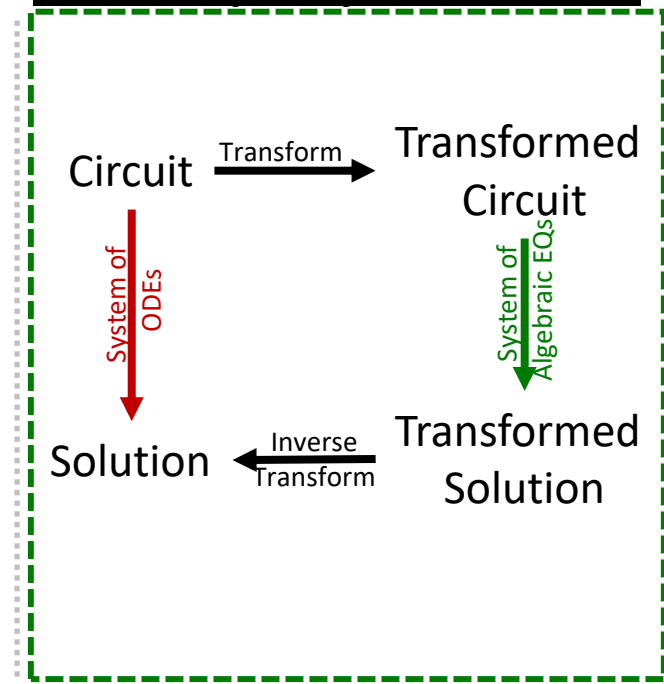 Circuit
Transform
Transformed
Circuit
System of
ODEs
System of
Algebraic EQs
Solution
Inverse
Transform
Transformed
Solution